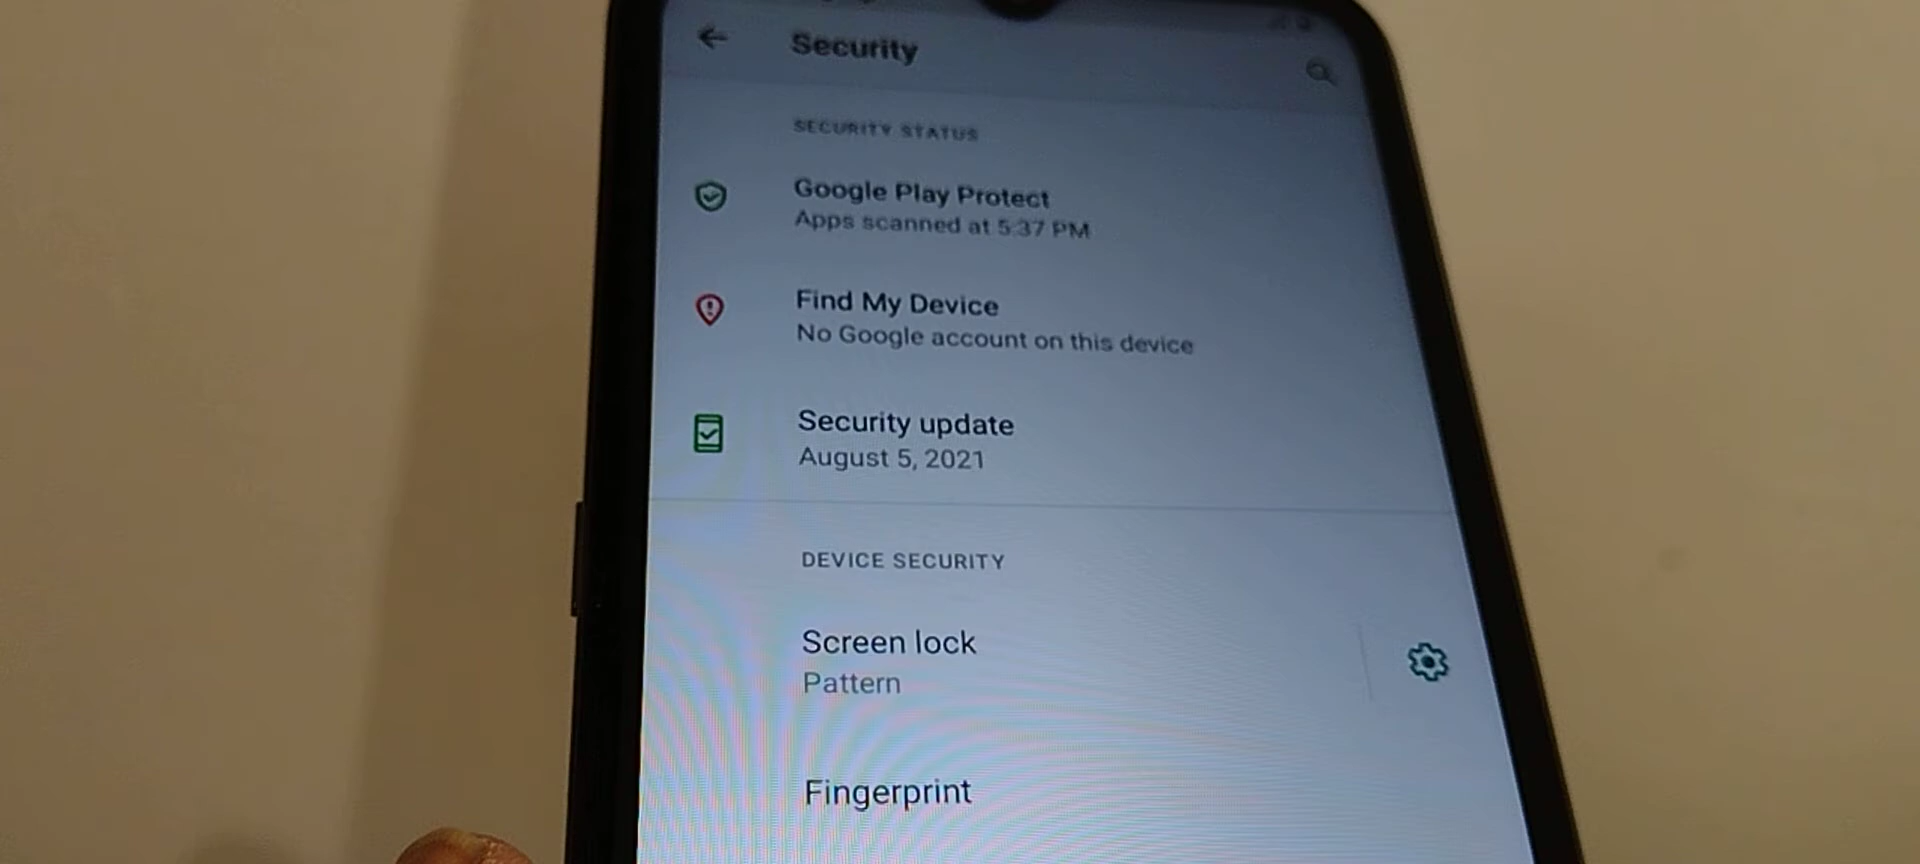 Security
SECURITY STATUS
Google Play Protect
Apps scanned at 5:37 PM
Find My Device
No Google account on this device
Security update
August 5, 2021
DEVICE SECURITY
Screen lock
Pattern
Fingerprint